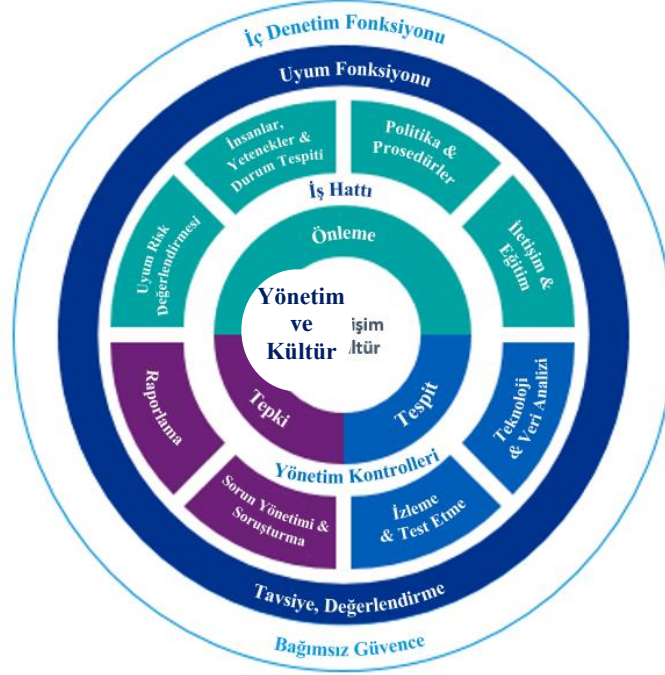 İç Denetim Fonksiyonu
Uyum Fonksiyonu
İnsanlar,
Yetenekler &
Durum Tespiti
Politika &
Prosedürler
İş Hattı
Uyum Risk
Değerlendirmesi
Önleme
İletişim &
Eğitim
Yönetim
ve
Kültür
işim
ltür
Raporlama
Tepki
Tespit
Teknoloji
& Veri Analizi
Yönetim Kontrolleri
Sorun Yönetimi &
Soruşturma
İzleme
& Test Etme
Tavsiye, Değerlendirme
Bağımsız Güvence